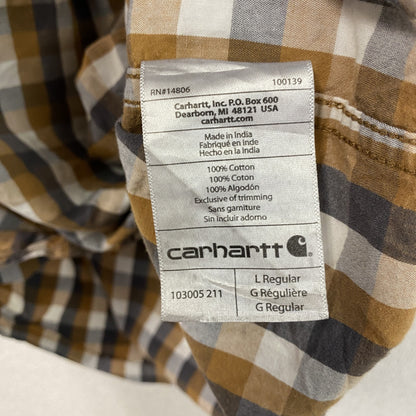 RN#14806 100139
Carhartt, Inc. P.O. Box 600
Dearborn, MI 48121 USA
carhartt.com
Made in India
Fabriqué en Inde
Hecho en la India
100% Cotton
100% Coton
100% Algodón
Exclusive of trimming
Sans garniture
Sin incluir adorno
carhartt
103005 211
L Regular
G Régulière
G Regular